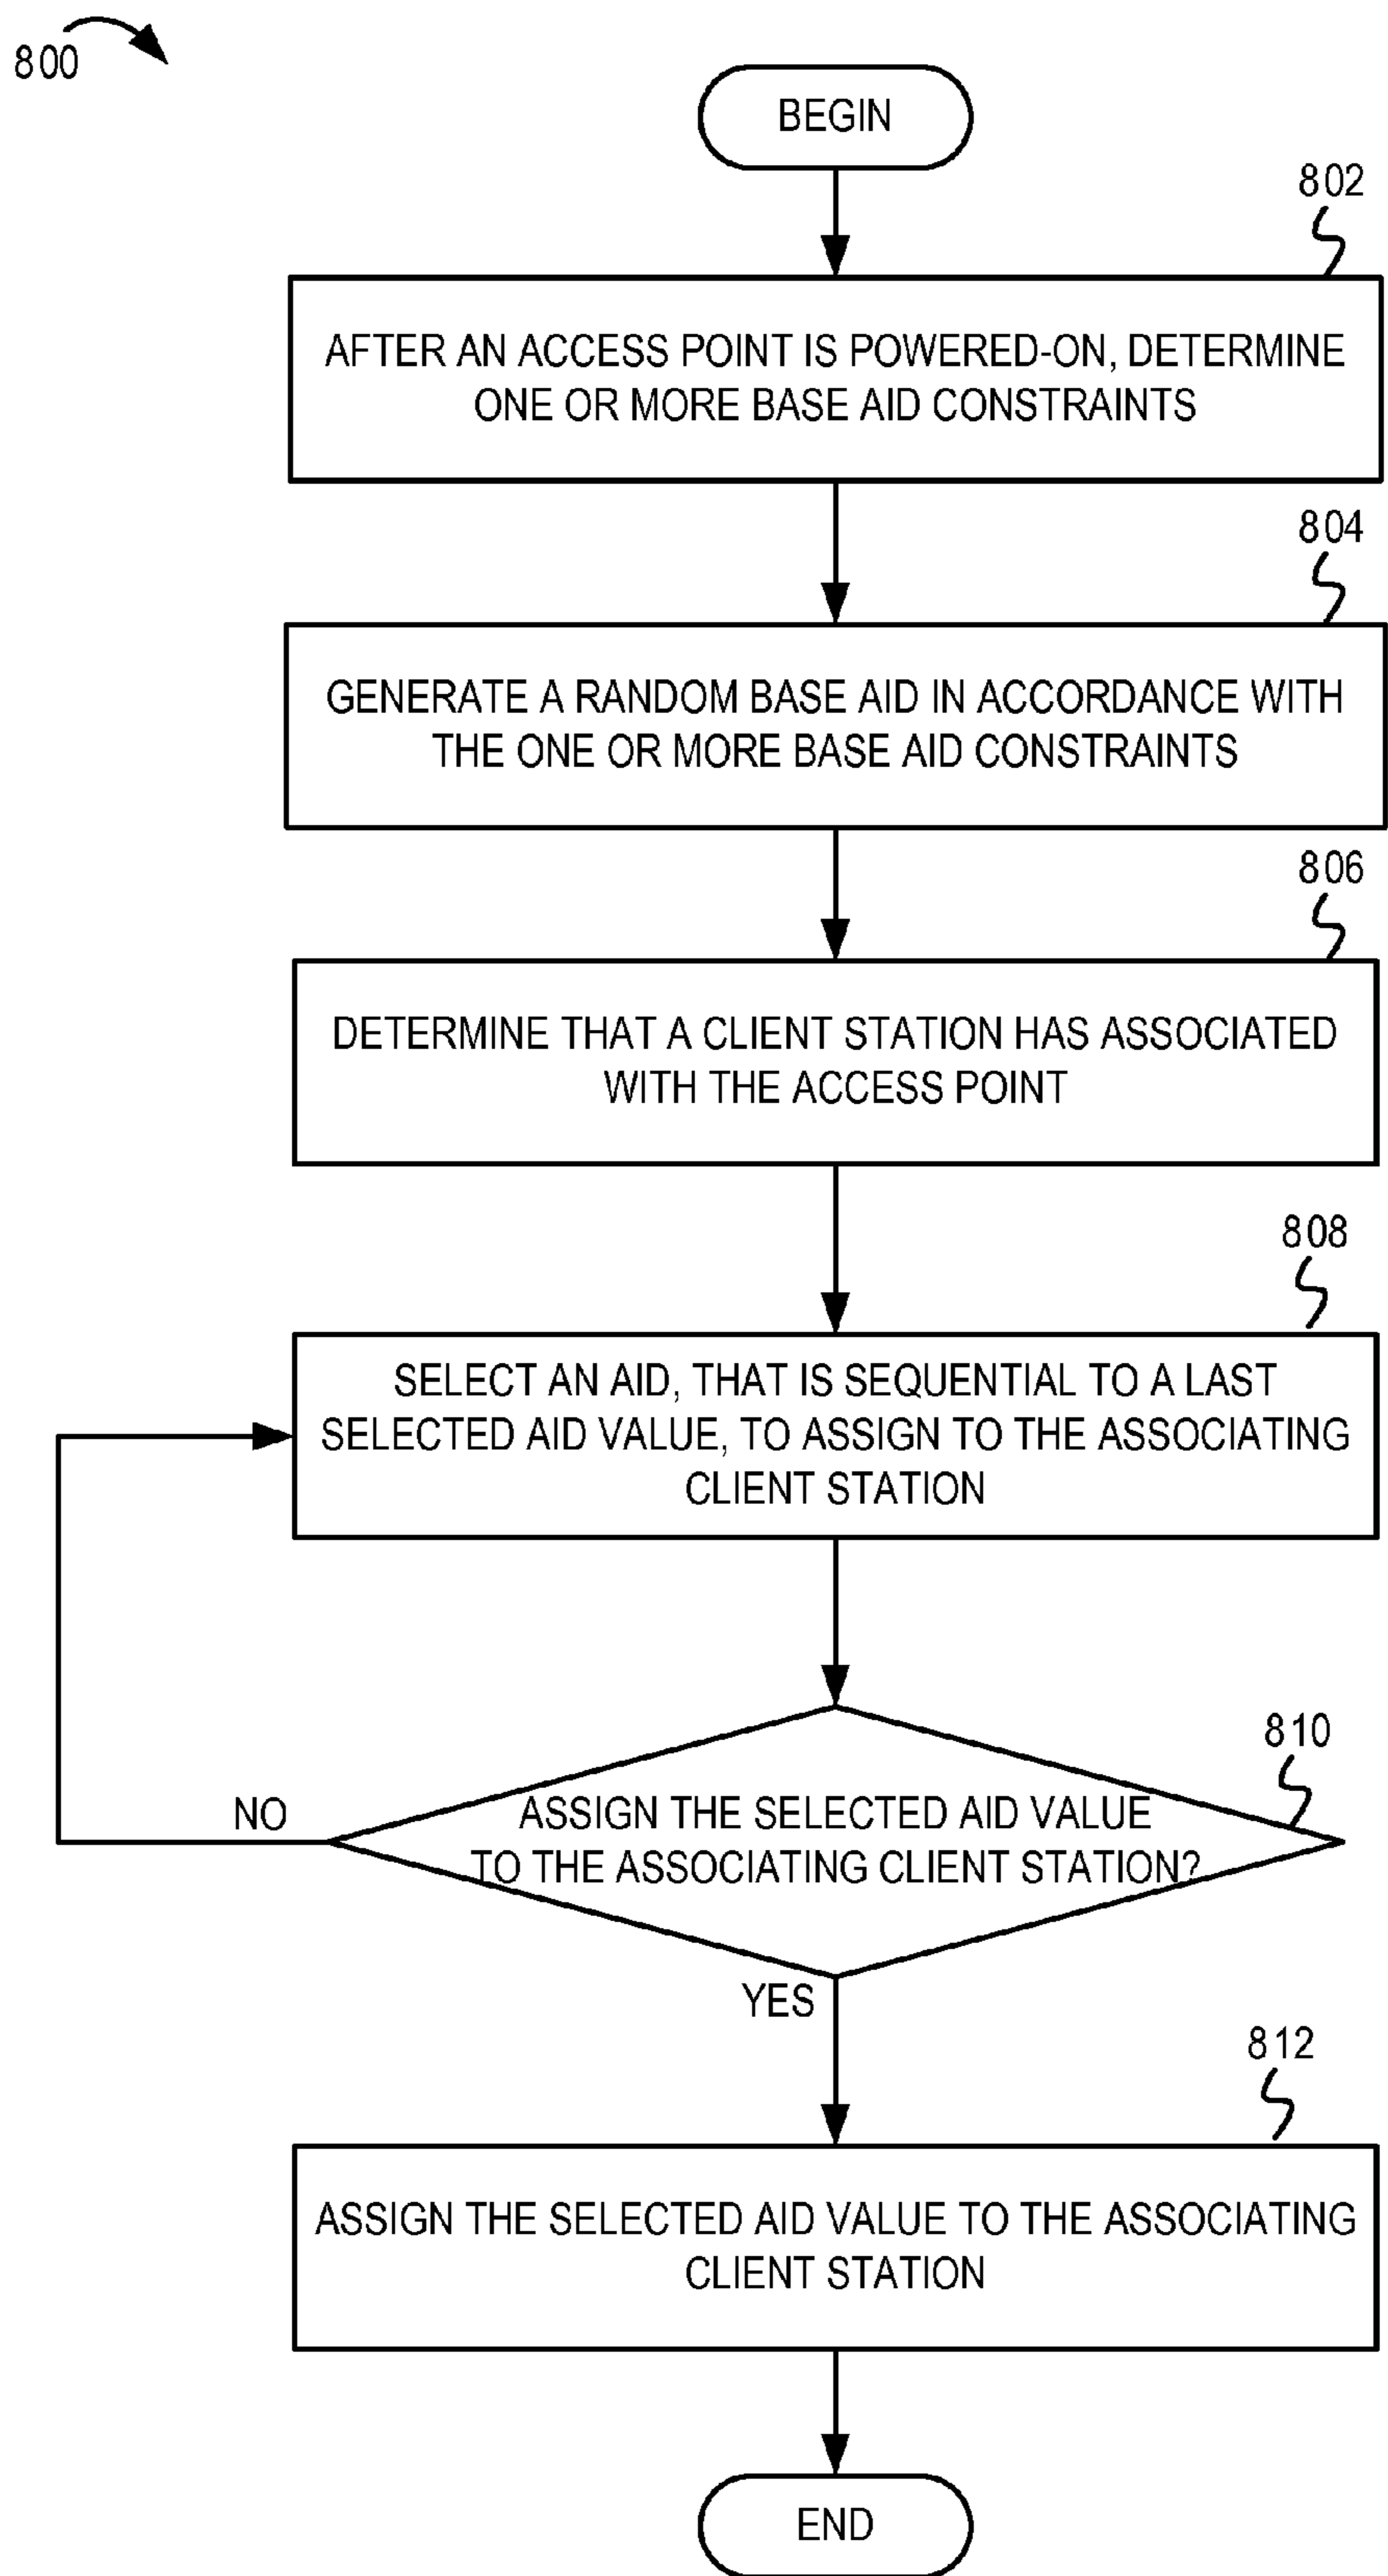 800
BEGIN
802
AFTER AN ACCESS POINT IS POWERED-ON, DETERMINE
ONE OR MORE BASE AID CONSTRAINTS
804
GENERATE A RANDOM BASE AID IN ACCORDANCE WITH
THE ONE OR MORE BASE AID CONSTRAINTS
806
DETERMINE THAT A CLIENT STATION HAS ASSOCIATED
WITH THE ACCESS POINT
808
SELECT AN AID, THAT IS SEQUENTIAL TO A LAST
SELECTED AID VALUE, TO ASSIGN TO THE ASSOCIATING
CLIENT STATION
810
ASSIGN THE SELECTED AID VALUE
TO THE ASSOCIATING CLIENT STATION?
NO
YES
812
ASSIGN THE SELECTED AID VALUE TO THE ASSOCIATING
CLIENT STATION
END